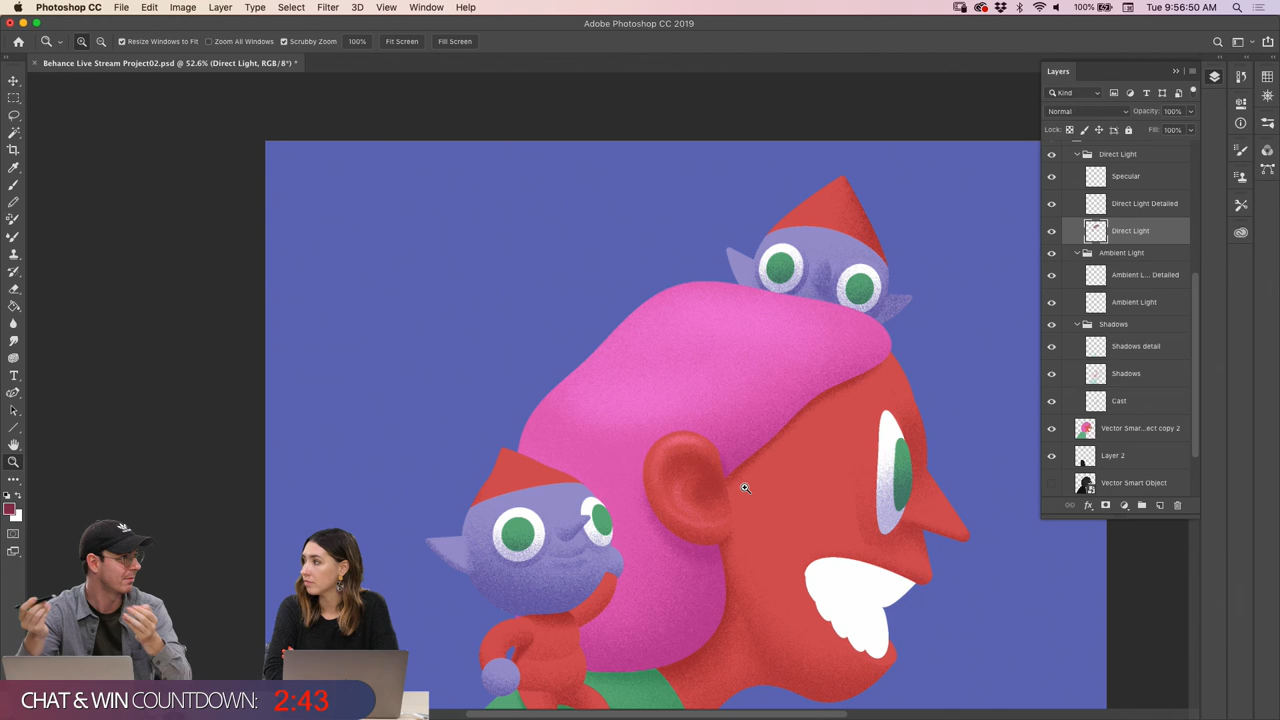 Photoshop CC File Edit Image Layer Type Select Filter 3D View Window Help 100% Tue 9:56:50 AM
Adobe Photoshop CC 2019
Resize Windows to Fit Zoom All Windows Scrubby Zoom 100% Fit Screen Fill Screen
Behance Live Stream Project02.psd @ 52.6% (Direct Light, RGB/8*) *
Layers
Kind
Normal Opacity: 100%
Lock: Fill: 100%
Direct Light
Specular
Direct Light Detailed
Direct Light
Ambient Light
Ambient L... Detailed
Ambient Light
Shadows
Shadows detail
Shadows
Cast
Vector Smar...ect copy 2
Layer 2
Vector Smart Object
fx
CHAT & WIN COUNTDOWN: 2:43